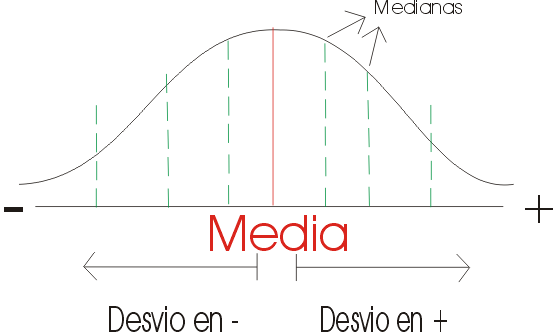 Medianas
- +
Media
Desvio en - Desvio en +